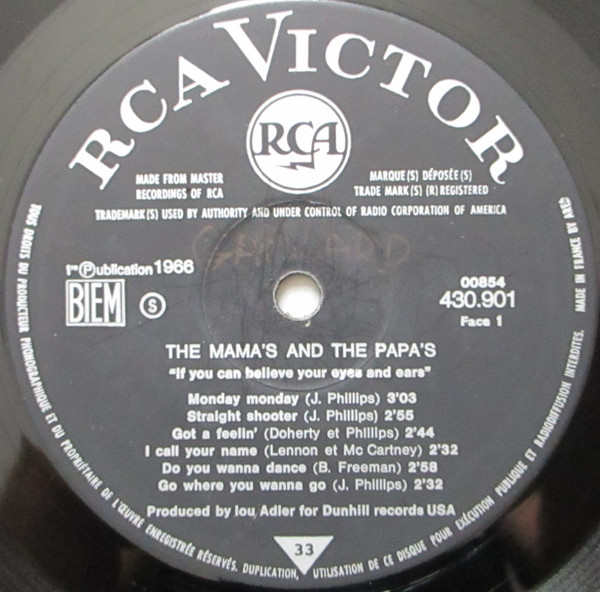 RCA VICTOR
RCA
MADE FROM MASTER
RECORDINGS OF RCA
MARQUE(S) DÉPOSÉE(S)
TRADE MARK(S) (R) REGISTERED
TRADEMARK(S) USED BY AUTHORITY AND UNDER CONTROL OF RADIO CORPORATION OF AMERICA
1re Ⓟublication 1966
BIEM
S
00854
430.901
Face 1
THE MAMA'S AND THE PAPA'S
"If you can believe your eyes and ears"
Monday monday (J. Phillips) 3'03
Straight shooter (J. Phillips) 2'55
Got a feelin' (Doherty et Phillips) 2'44
I call your name (Lennon et Mc Cartney) 2'32
Do you wanna dance (B. Freeman) 2'58
Go where you wanna go (J. Phillips) 2'32
Produced by lou Adler for Dunhill records USA
33
TOUS DROITS DU PRODUCTEUR PHONOGRAPHIQUE ET DU PROPRIÉTAIRE DE L'ŒUVRE ENREGISTRÉE RÉSERVÉS. DUPLICATION, UTILISATION DE CE DISQUE POUR EXÉCUTION PUBLIQUE ET RADIODIFFUSION INTERDITES. MADE IN FRANCE BY ARED